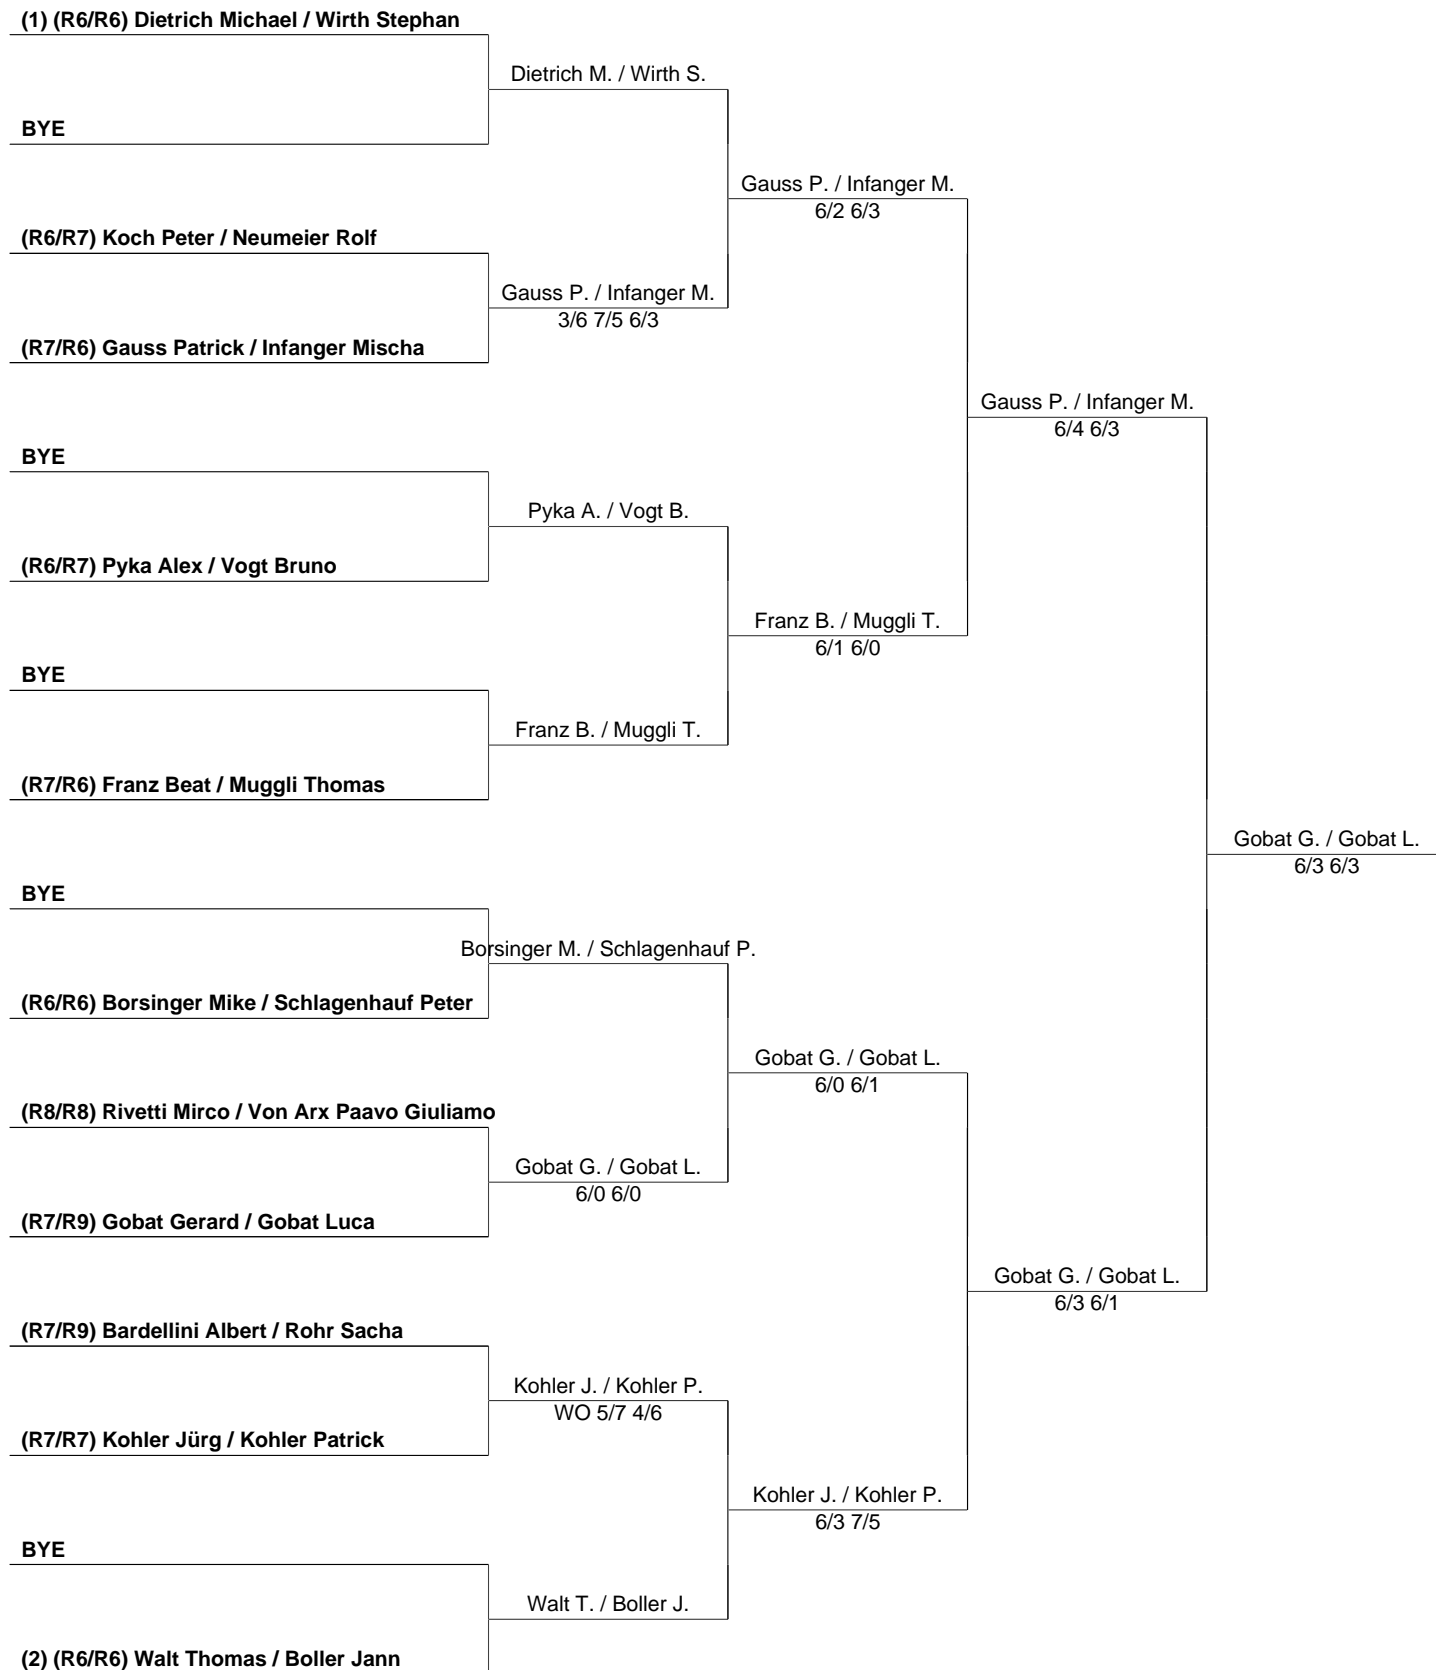 (1) (R6/R6) Dietrich Michael / Wirth Stephan
Dietrich M. / Wirth S.
BYE
Gauss P. / Infanger M.
6/2 6/3
(R6/R7) Koch Peter / Neumeier Rolf
Gauss P. / Infanger M.
3/6 7/5 6/3
(R7/R6) Gauss Patrick / Infanger Mischa
Gauss P. / Infanger M.
6/4 6/3
BYE
Pyka A. / Vogt B.
(R6/R7) Pyka Alex / Vogt Bruno
Franz B. / Muggli T.
6/1 6/0
BYE
Franz B. / Muggli T.
(R7/R6) Franz Beat / Muggli Thomas
Gobat G. / Gobat L.
6/3 6/3
BYE
Borsinger M. / Schlagenhauf P.
(R6/R6) Borsinger Mike / Schlagenhauf Peter
Gobat G. / Gobat L.
6/0 6/1
(R8/R8) Rivetti Mirco / Von Arx Paavo Giuliamo
Gobat G. / Gobat L.
6/0 6/0
(R7/R9) Gobat Gerard / Gobat Luca
Gobat G. / Gobat L.
6/3 6/1
(R7/R9) Bardellini Albert / Rohr Sacha
Kohler J. / Kohler P.
WO 5/7 4/6
(R7/R7) Kohler Jürg / Kohler Patrick
Kohler J. / Kohler P.
6/3 7/5
BYE
Walt T. / Boller J.
(2) (R6/R6) Walt Thomas / Boller Jann